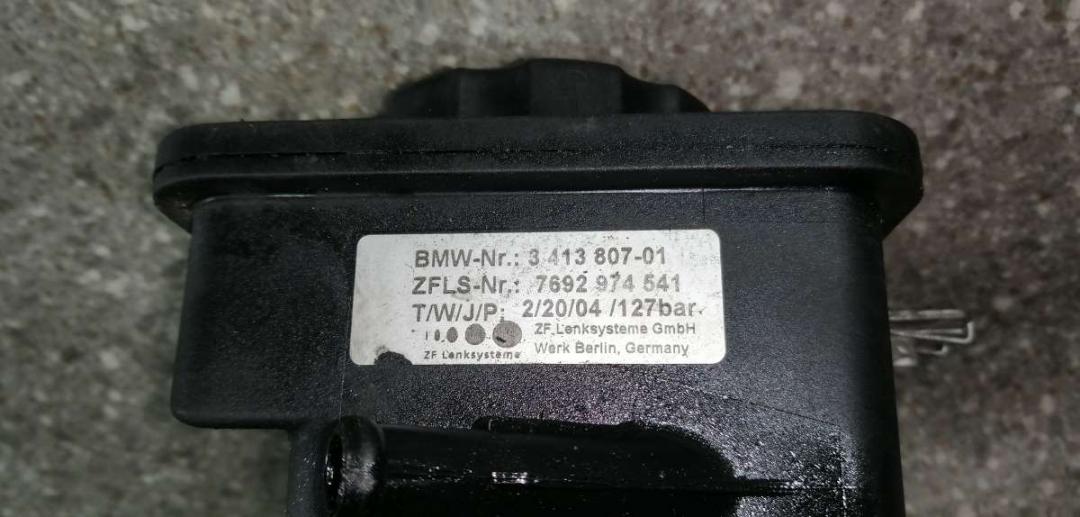 BMW-Nr.: 3 413 807-01
ZFLS-Nr.: 7692 974 541
T/W/J/P: 2/20/04 /127bar
ZF Lenksysteme GmbH
ZF Lenksysteme
Werk Berlin, Germany